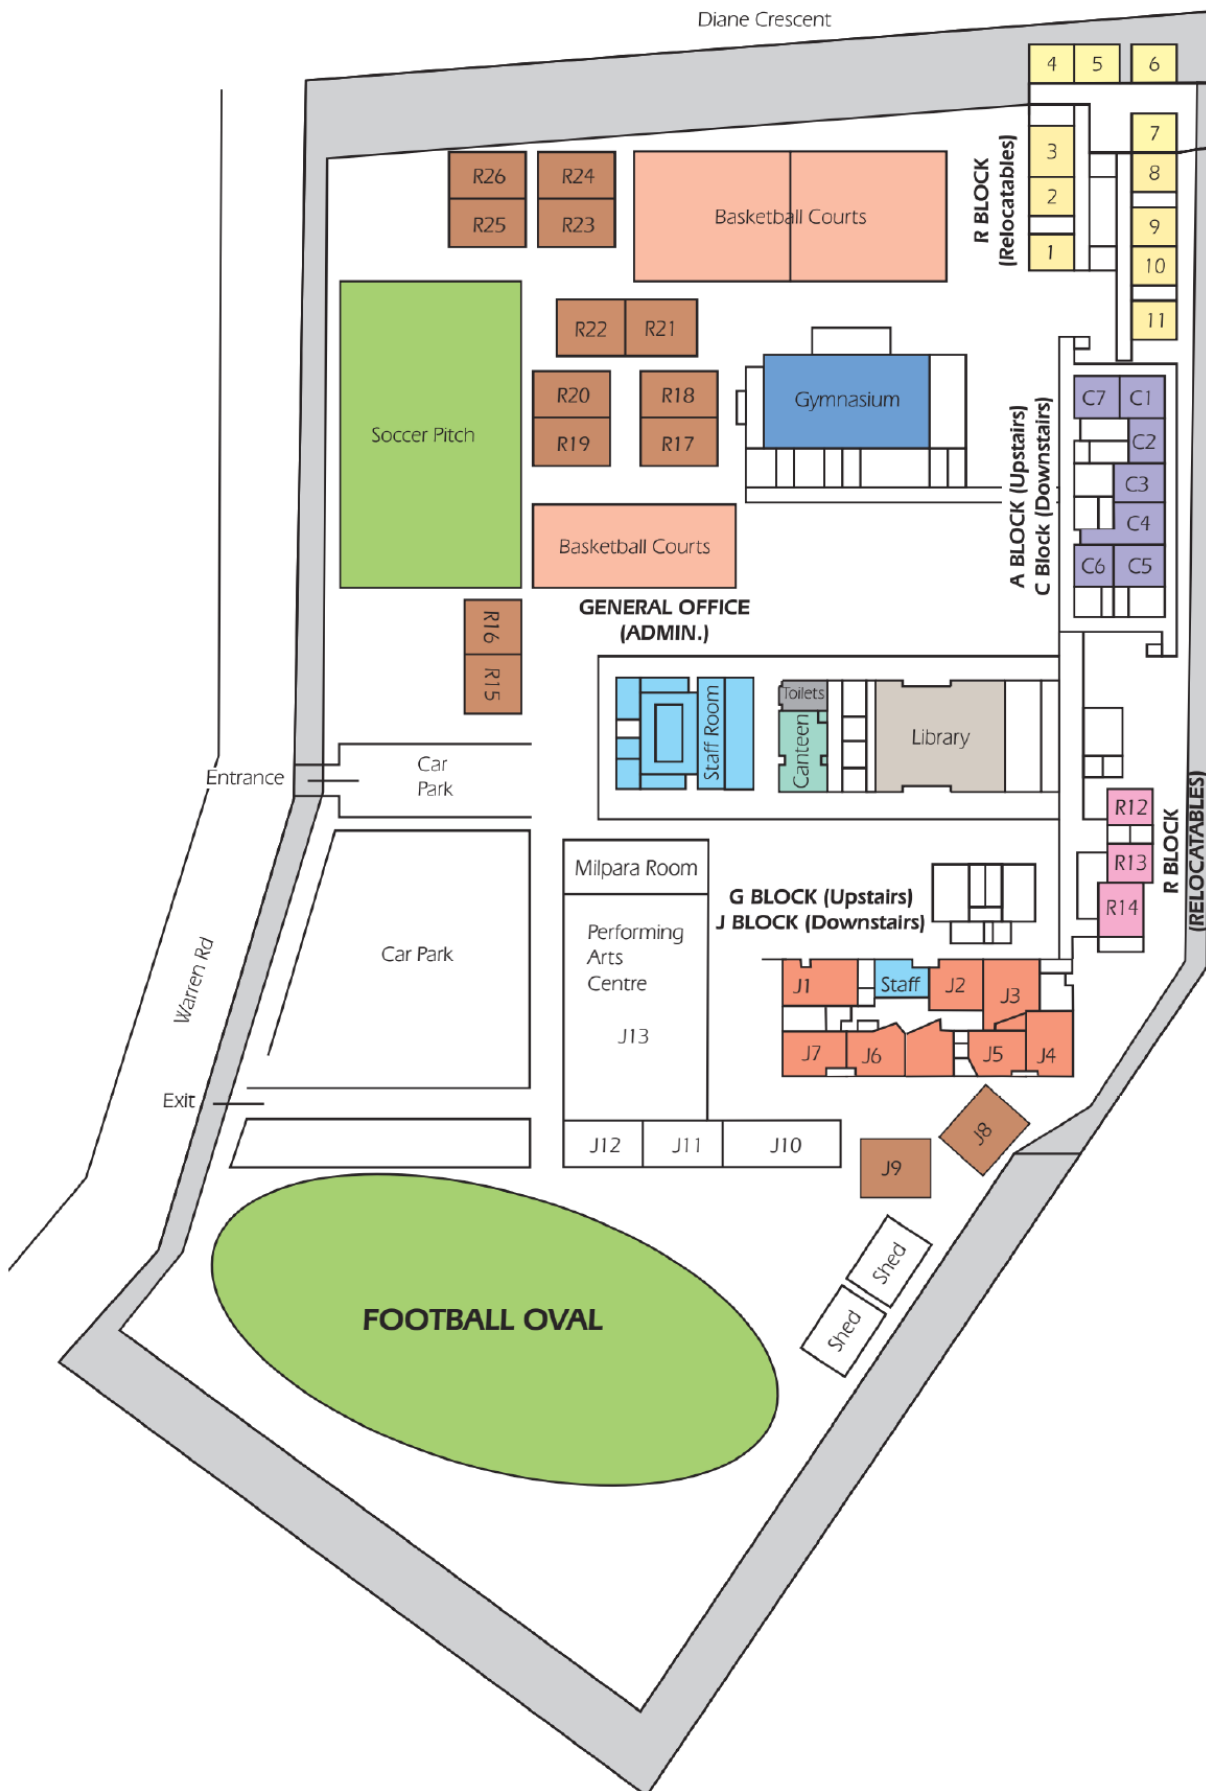 Diane Crescent
4
5
6
7
3
8
2
9
1
10
11
R BLOCK
(Relocatables)
R26
R24
R25
R23
Basketball Courts
R22
R21
R20
R18
R19
R17
Soccer Pitch
Gymnasium
A BLOCK (Upstairs)
C Block (Downstairs)
C7
C1
C2
C3
C4
C6
C5
Basketball Courts
GENERAL OFFICE
(ADMIN.)
R16
R15
Staff Room
Toilets
Canteen
Library
Entrance
Car
Park
R12
R13
R14
R BLOCK
(RELOCATABLES)
Milpara Room
G BLOCK (Upstairs)
J BLOCK (Downstairs)
Performing
Arts
Centre
J13
Car Park
Warren Rd
J1
Staff
J2
J3
J7
J6
J5
J4
Exit
J12
J11
J10
J9
J8
Shed
Shed
FOOTBALL OVAL